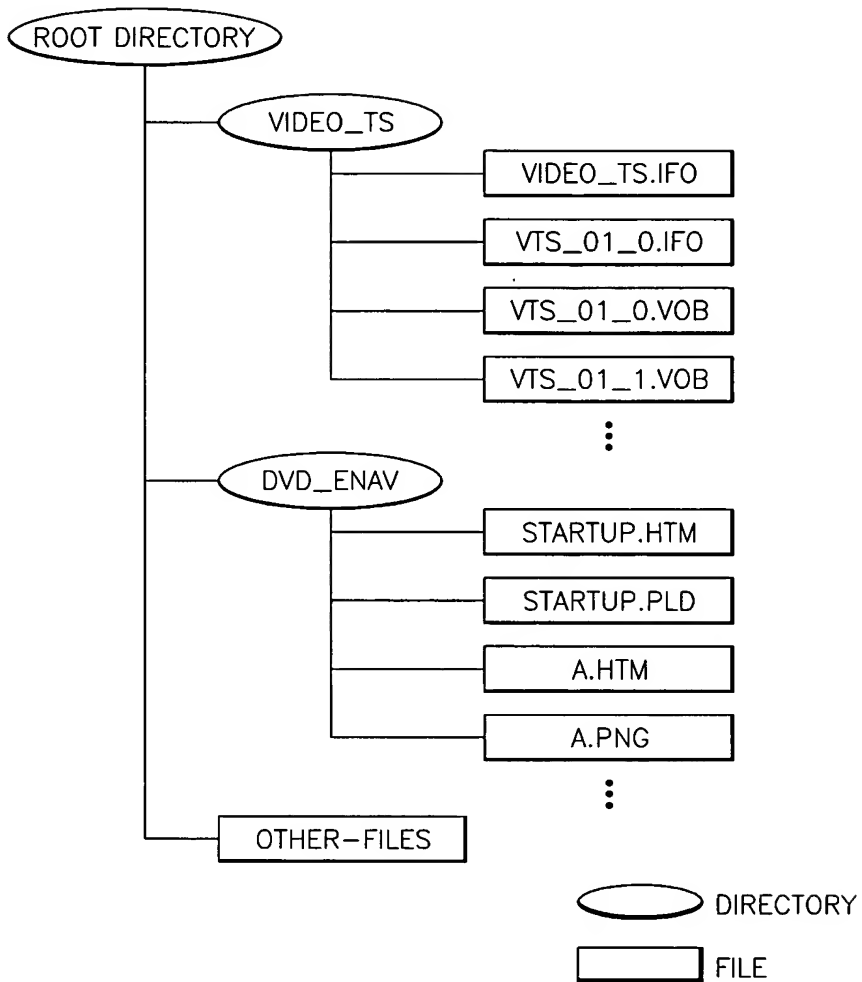 ROOT DIRECTORY
VIDEO_TS
VIDEO_TS.IFO
VTS_01_0.IFO
VTS_01_0.VOB
VTS_01_1.VOB
DVD_ENAV
STARTUP.HTM
STARTUP.PLD
A.HTM
A.PNG
OTHER-FILES
DIRECTORY
FILE